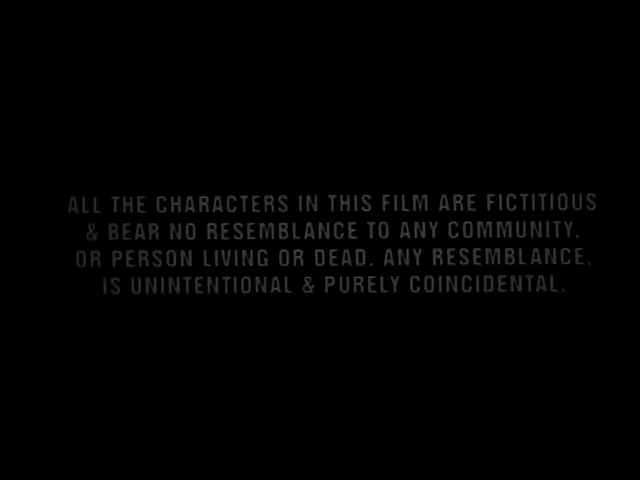 ALL THE CHARACTERS IN THIS FILM ARE FICTITIOUS
& BEAR NO RESEMBLANCE TO ANY COMMUNITY,
OR PERSON LIVING OR DEAD. ANY RESEMBLANCE,
IS UNINTENTIONAL & PURELY COINCIDENTAL.